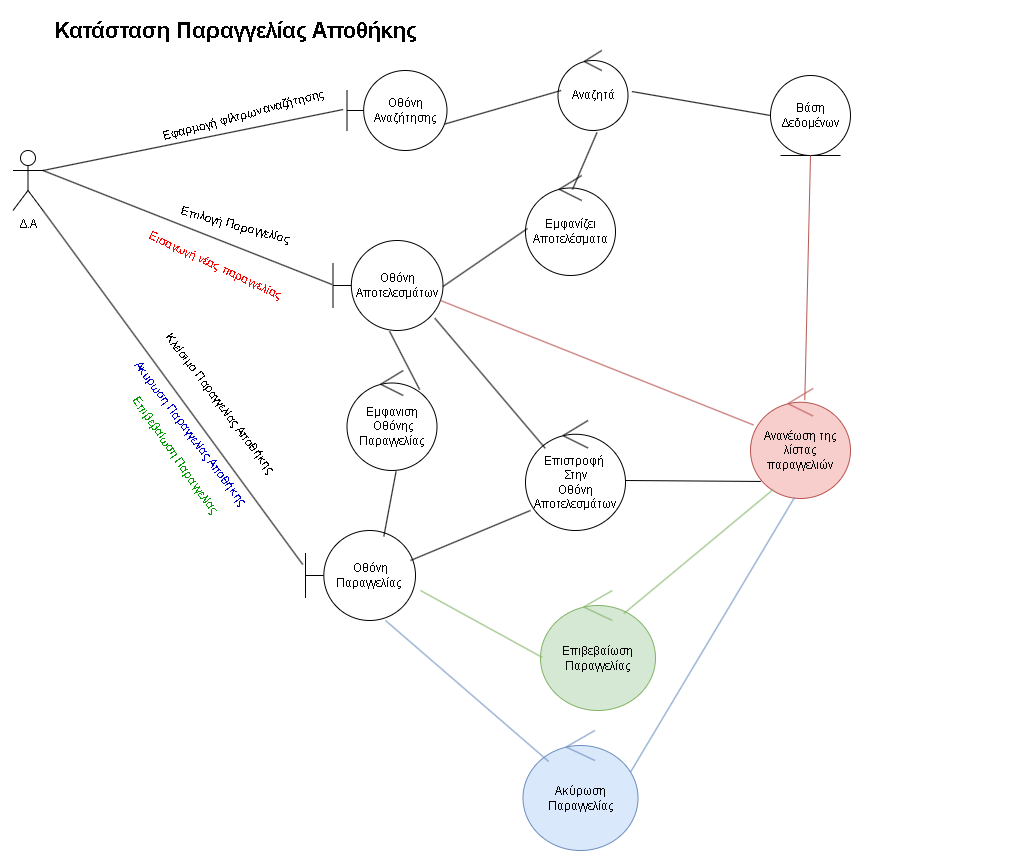 Κατάσταση Παραγγελίας Αποθήκης
Εφαρμογή φίλτρων αναζήτησης
Οθόνη
Αναζήτησης
Αναζητά
Βάση
Δεδομένων
Δ.Α
Επιλογή Παραγγελίας
Εισαγωγή νέας παραγγελίας
Εμφανίζει
Αποτελέσματα
Οθόνη
Αποτελεσμάτων
Κλείσιμο Παραγγελίας Αποθήκης
Ακύρωση Παραγγελίας Αποθήκης
Επιβεβαίωση Παραγγελίας
Εμφανιση
Οθόνης
Παραγγελίας
Επιστροφή
Στην
Οθόνη
Αποτελεσμάτων
Ανανέωση της
λίστας
παραγγελιών
Οθόνη
Παραγγελίας
Επιβεβαίωση
Παραγγελίας
Ακύρωση
Παραγγελίας